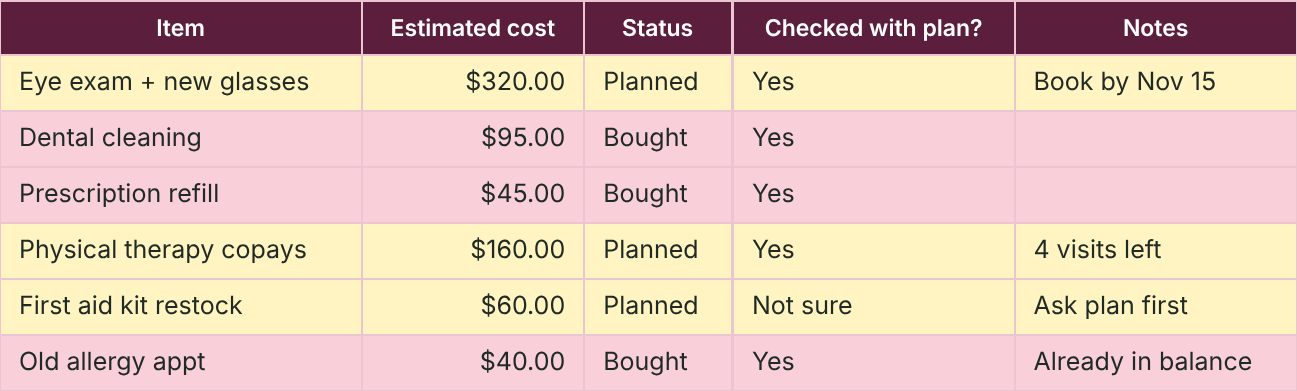 Item Estimated cost Status Checked with plan? Notes
Eye exam + new glasses $320.00 Planned Yes Book by Nov 15
Dental cleaning $95.00 Bought Yes
Prescription refill $45.00 Bought Yes
Physical therapy copays $160.00 Planned Yes 4 visits left
First aid kit restock $60.00 Planned Not sure Ask plan first
Old allergy appt $40.00 Bought Yes Already in balance